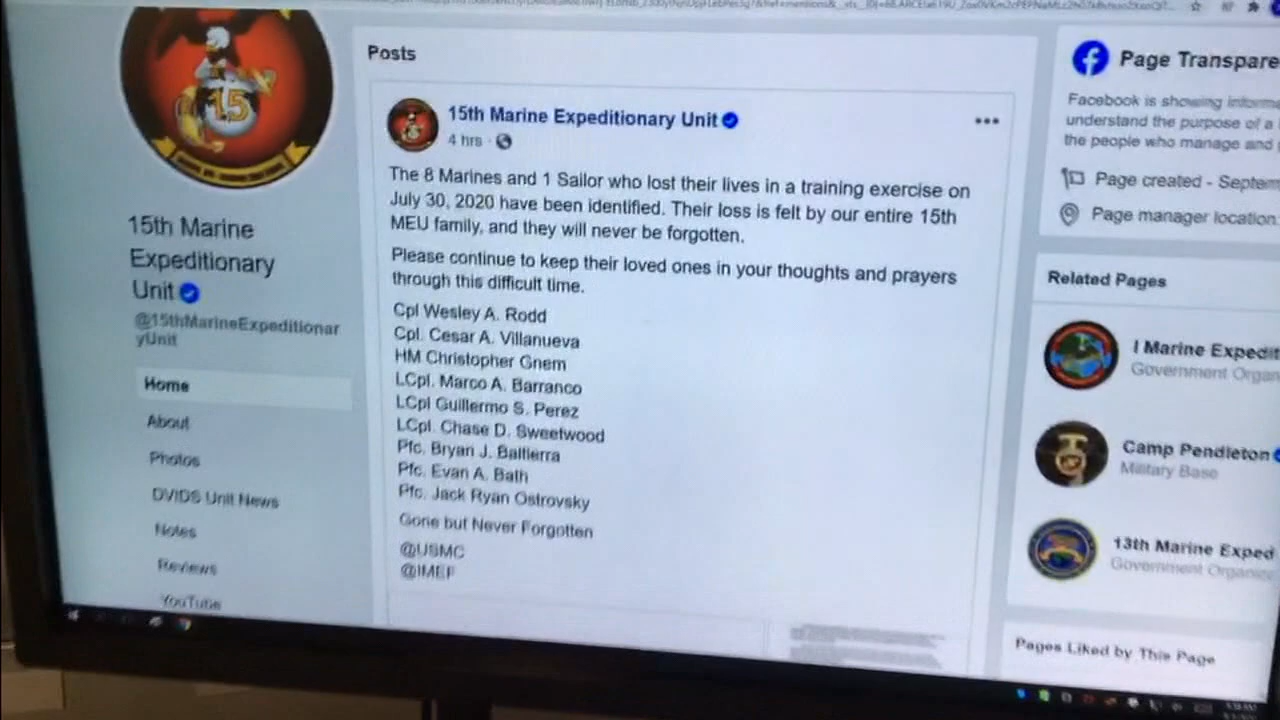 Posts
15
15th Marine Expeditionary Unit
4 hrs ·
The 8 Marines and 1 Sailor who lost their lives in a training exercise on
July 30, 2020 have been identified. Their loss is felt by our entire 15th
MEU family, and they will never be forgotten.
Please continue to keep their loved ones in your thoughts and prayers
through this difficult time.
Cpl Wesley A. Rodd
Cpl. Cesar A. Villanueva
HM Christopher Gnem
LCpl. Marco A. Barranco
LCpl Guillermo S. Perez
LCpl. Chase D. Sweetwood
Pfc. Bryan J. Baltierra
Pfc. Evan A. Bath
Pfc. Jack Ryan Ostrovsky
Gone but Never Forgotten
@USMC
@IMEF
15th Marine
Expeditionary
Unit
@15thMarineExpeditionar
yUnit
Home
About
Photos
DVIDS Unit News
Notes
Reviews
YouTube
Page Transpare
Facebook is showing informa
understand the purpose of a
the people who manage and
Page created - Septem
Page manager location
Related Pages
I Marine Expedit
Government Organ
Camp Pendleton
Military Base
13th Marine Exped
Government Organiz
Pages Liked by This Page